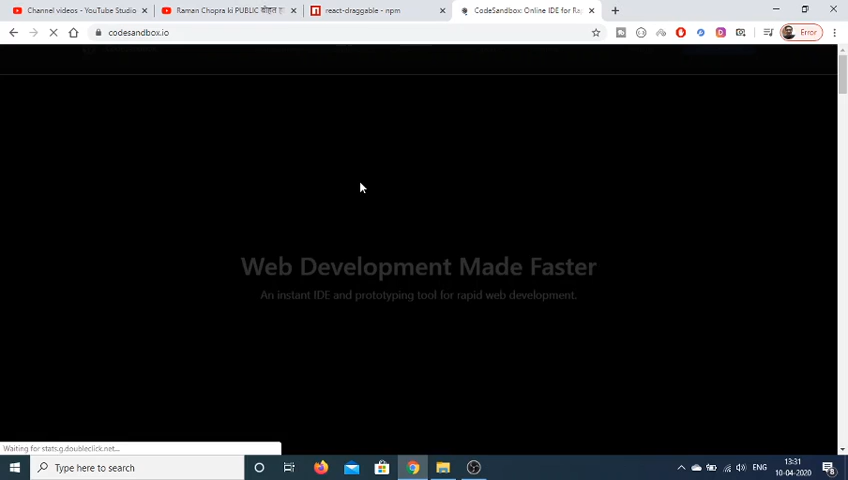 Channel videos - YouTube Studio
Raman Chopra ki PUBLIC
react-draggable - npm
CodeSandbox: Online IDE for Ra
codesandbox.io
Error
Web Development Made Faster
An instant IDE and prototyping tool for rapid web development.
Waiting for stats.g.doubleclick.net...
Type here to search
ENG
13:31
10-04-2020